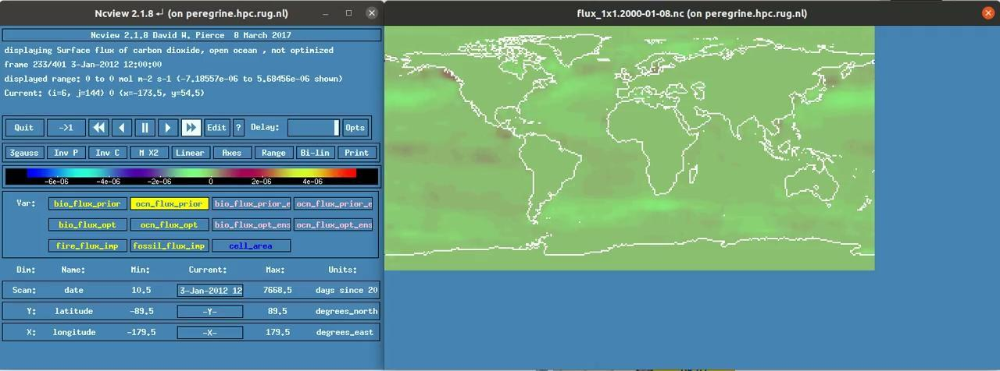 Ncview 2.1.8 ↲ (on peregrine.hpc.rug.nl)
flux_1x1.2000-01-08.nc (on peregrine.hpc.rug.nl)
Ncview 2.1.8 David W. Pierce 8 March 2017
displaying Surface flux of carbon dioxide, open ocean , not optimized
frame 233/401 3-Jan-2012 12:00:00
displayed range: 0 to 0 mol m-2 s-1 (-7.18557e-06 to 5.68456e-06 shown)
Current: (i=6, j=144) 0 (x=-173.5, y=54.5)
Quit ->1 Edit ? Delay: Opts
3gauss Inv P Inv C M X2 Linear Axes Range Bi-lin Print
-6e-06 -4e-06 -2e-06 0 2e-06 4e-06
Var: bio_flux_prior ocn_flux_prior bio_flux_prior_e ocn_flux_prior_e
bio_flux_opt ocn_flux_opt bio_flux_opt_ens ocn_flux_opt_ens
fire_flux_imp fossil_flux_imp cell_area
Dim: Name: Min: Current: Max: Units:
Scan: date 10.5 3-Jan-2012 12 7668.5 days since 20
Y: latitude -89.5 -Y- 89.5 degrees_north
X: longitude -179.5 -X- 179.5 degrees_east